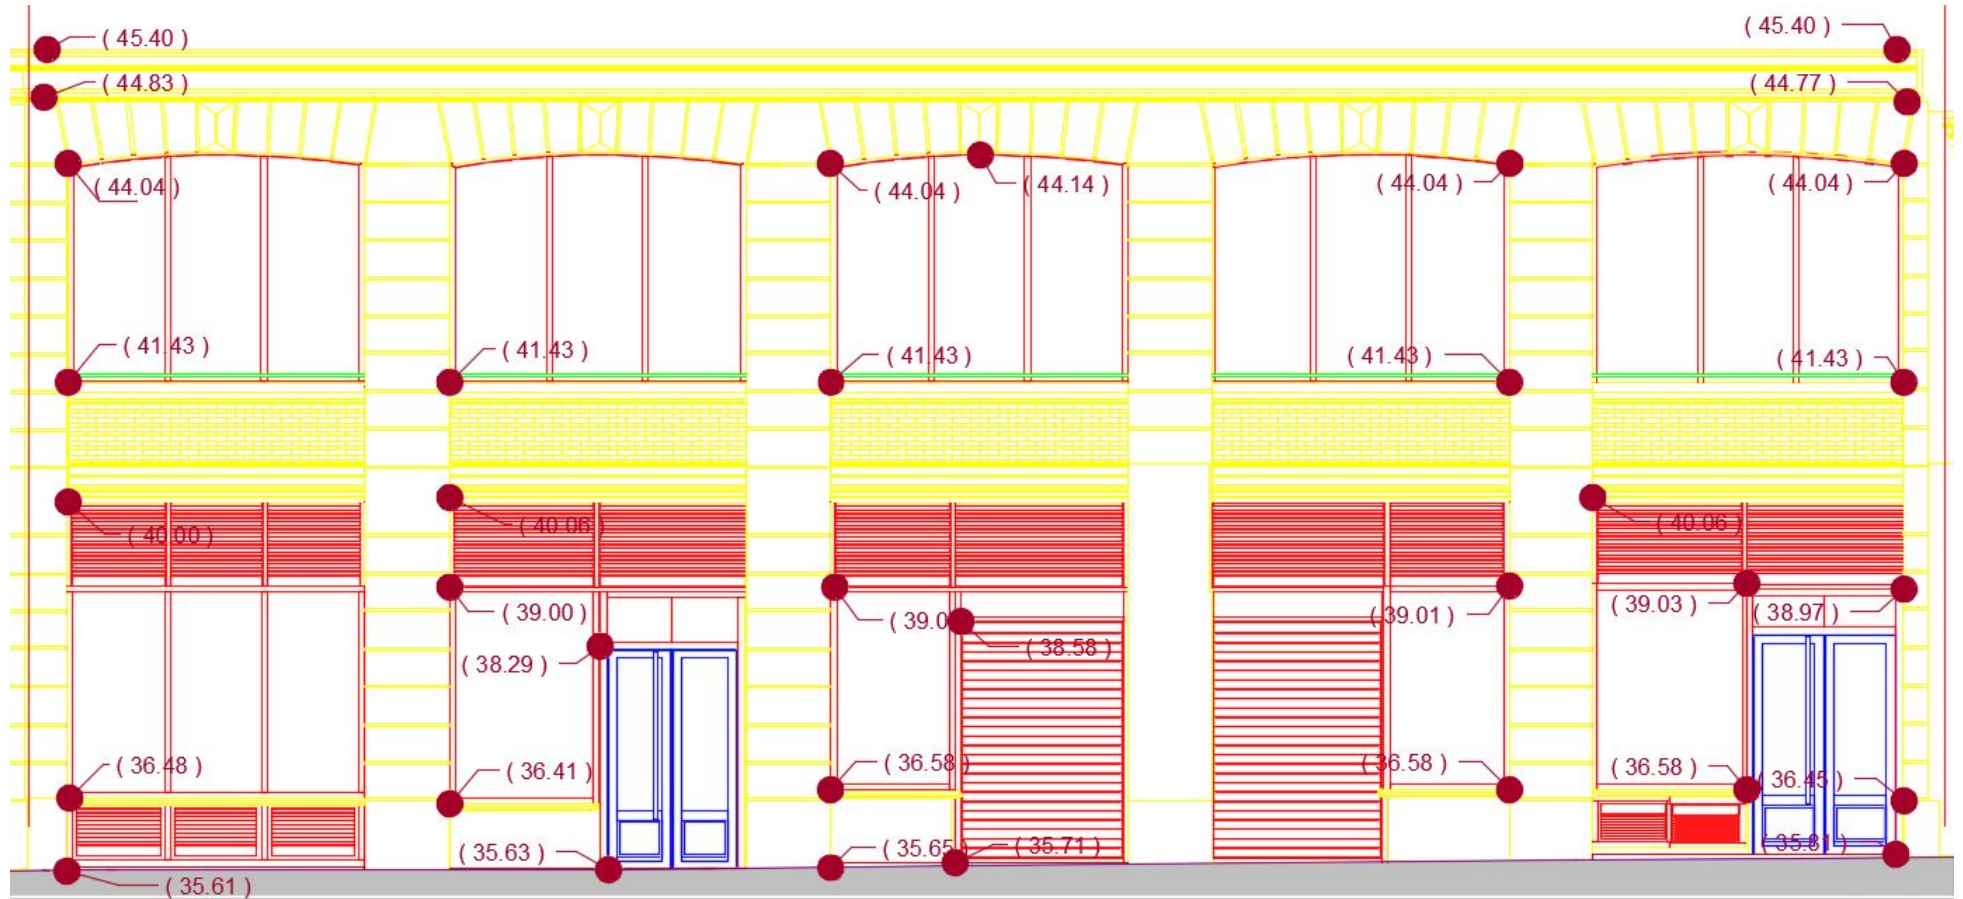 ( 45.40 )
( 45.40 )
( 44.83 )
( 44.77 )
( 44.04 )
( 44.04 )
( 44.14 )
( 44.04 )
( 44.04 )
( 41.43 )
( 41.43 )
( 41.43 )
( 41.43 )
( 41.43 )
( 40.00 )
( 40.06 )
( 40.06 )
( 39.00 )
( 39.01 )
( 39.03 )
( 38.97 )
( 38.29 )
( 38.58 )
( 36.48 )
( 36.41 )
( 36.58 )
( 36.58 )
( 36.58 )
( 36.45 )
( 35.61 )
( 35.63 )
( 35.65 )
( 35.71 )
( 35.81 )